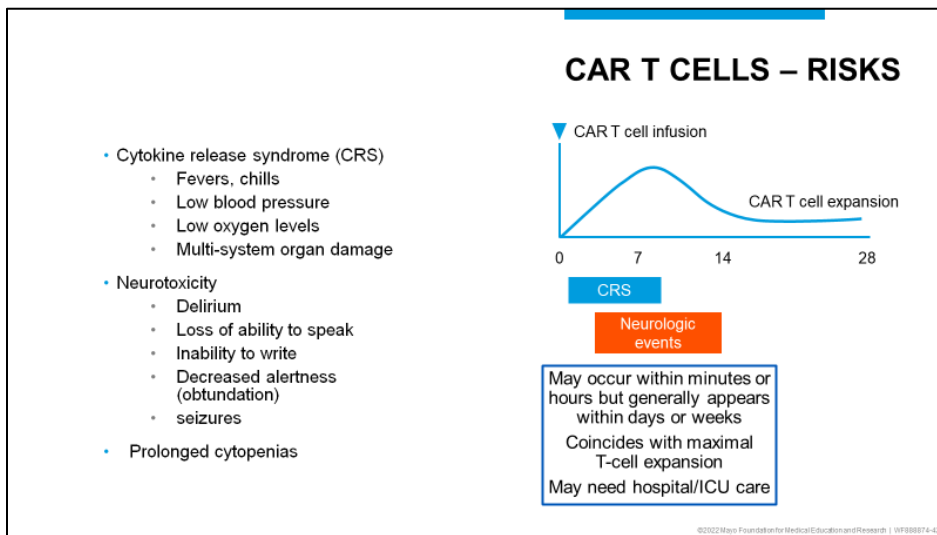 CAR T CELLS – RISKS
• Cytokine release syndrome (CRS)
• Fevers, chills
• Low blood pressure
• Low oxygen levels
• Multi-system organ damage
• Neurotoxicity
• Delirium
• Loss of ability to speak
• Inability to write
• Decreased alertness
(obtundation)
• seizures
• Prolonged cytopenias
CAR T cell infusion
CAR T cell expansion
0 7 14 28
CRS
Neurologic
events
May occur within minutes or
hours but generally appears
within days or weeks
Coincides with maximal
T-cell expansion
May need hospital/ICU care
©2022 Mayo Foundation for Medical Education and Research |